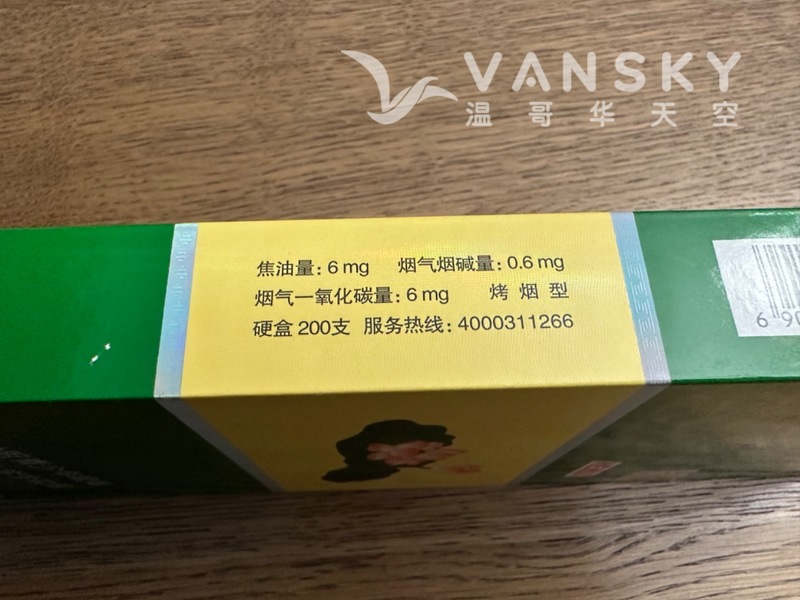 VANSKY
温哥华天空
焦油量：6 mg 烟气烟碱量：0.6 mg
烟气一氧化碳量：6 mg 烤 烟 型
硬盒 200支 服务热线：4000311266
6 90